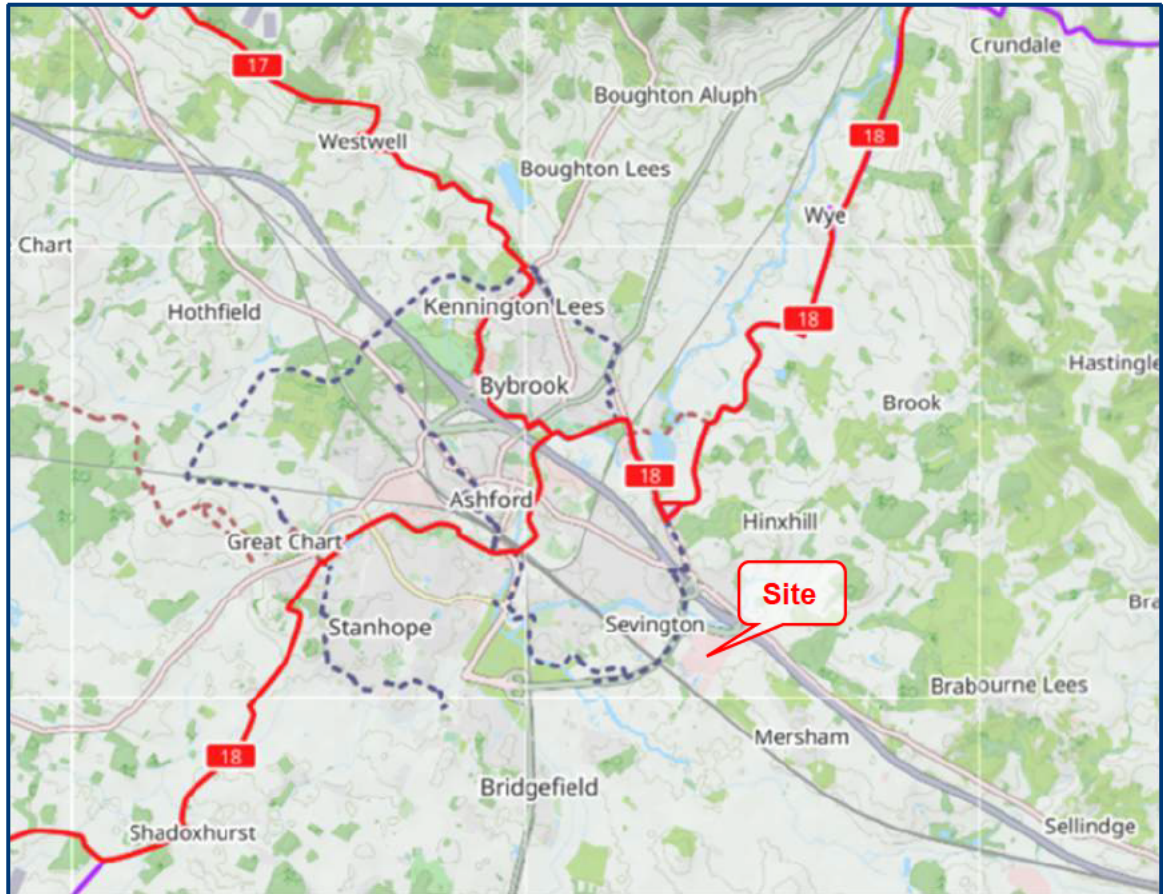 Crundale
17
Boughton Aluph
18
Westwell
Boughton Lees
Wye
Chart
Kennington Lees
Hothfield
18
Hastingle
Bybrook
Brook
18
Ashford
Hinxhill
Great Chart
Site
Bra
Stanhope
Sevington
Brabourne Lees
Mersham
18
Bridgefield
Shadoxhurst
Sellindge